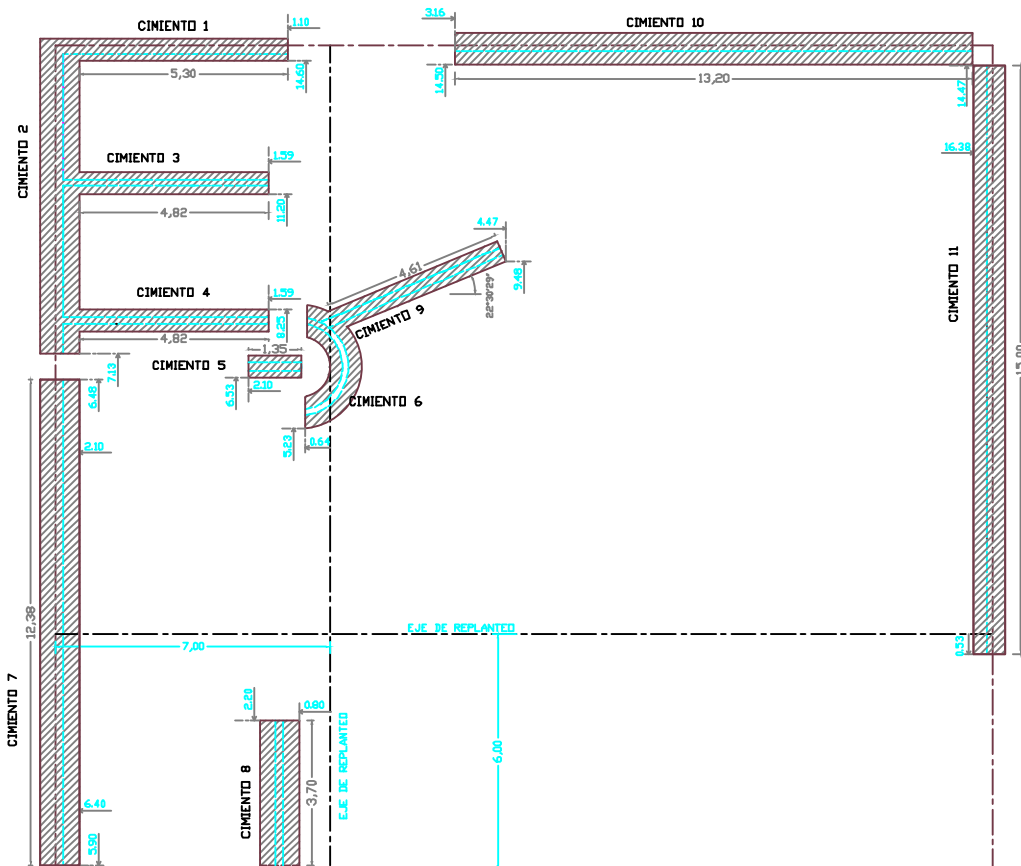 CIMIENTO 1
1.10
3.16
CIMIENTO 10
5,30
14.60
14.50
13,20
14.47
CIMIENTO 2
CIMIENTO 3
1.59
16.38
4,82
11.20
4.47
4,61
9.48
22°30'29"
CIMIENTO 11
15,00
CIMIENTO 4
1.59
8.25
CIMIENTO 9
4,82
1,35
CIMIENTO 5
7.13
6.48
6.53
2.10
CIMIENTO 6
5.23
0.64
2.10
12,38
EJE DE REPLANTEO
7,00
0.53
CIMIENTO 7
2.20
0.80
EJE DE REPLANTEO
6,00
CIMIENTO 8
3,70
6.40
5.90